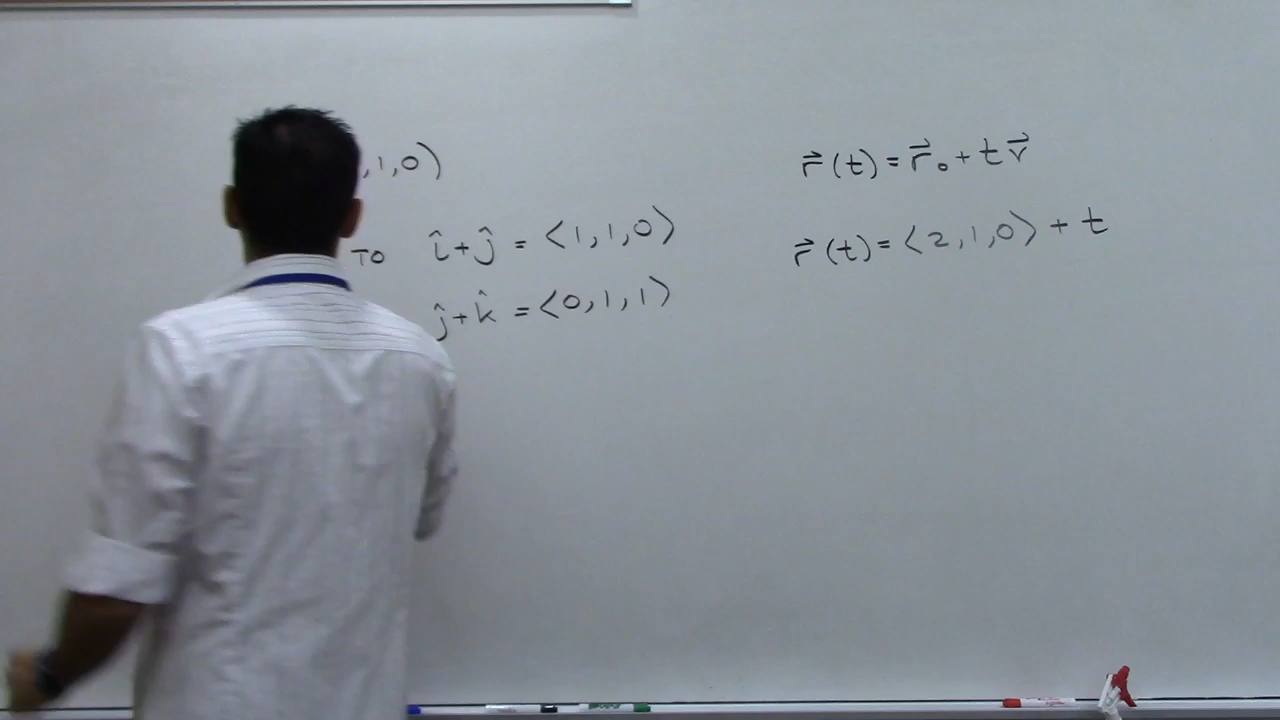 ,1,0)
TO î+ĵ = ⟨1,1,0⟩
ĵ+k̂ = ⟨0,1,1⟩
r⃗(t)=r⃗₀+tv⃗
r⃗(t)=⟨2,1,0⟩+t